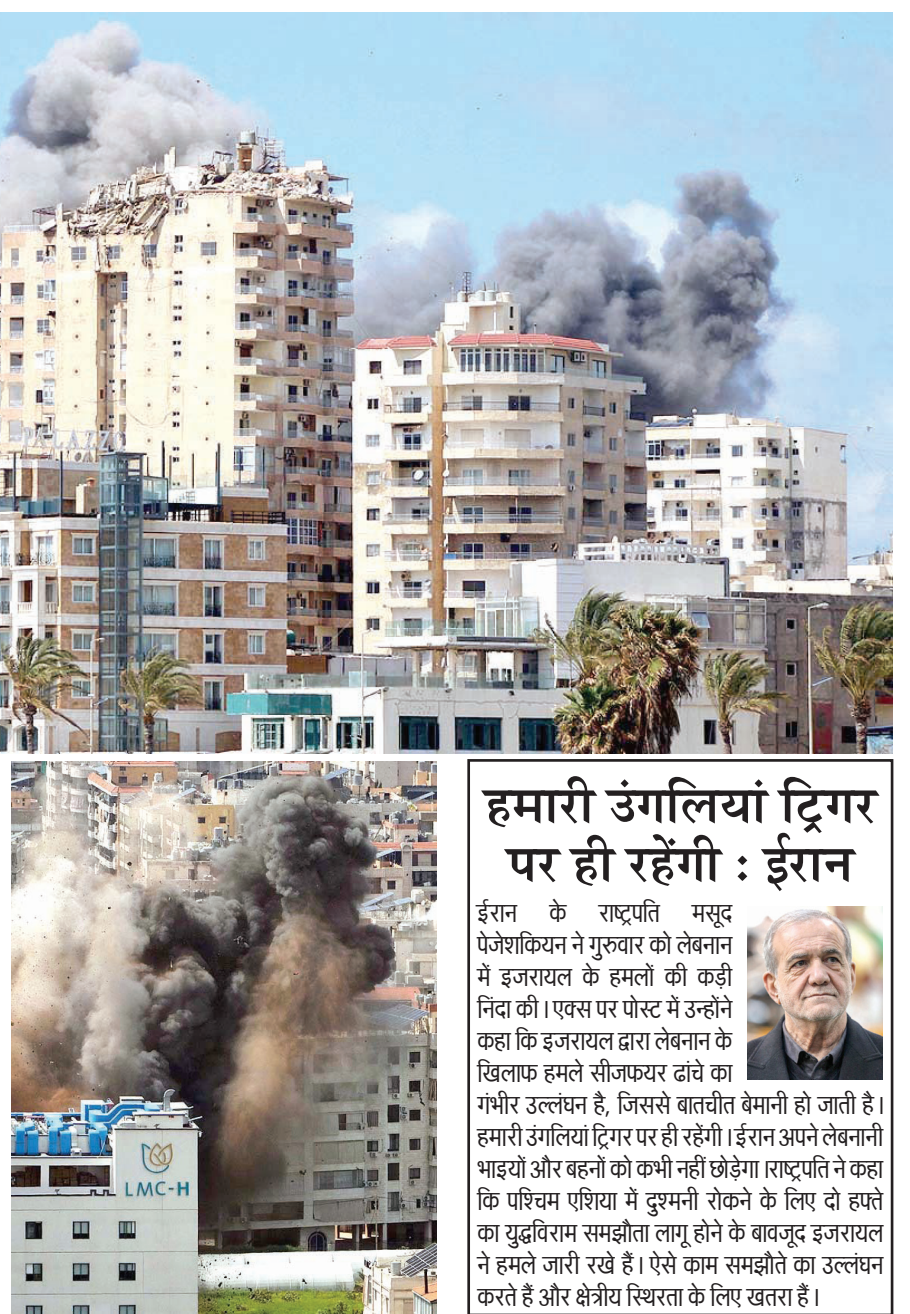 PALAZZO
LMC-H
हमारी उंगलियां ट्रिगर
पर ही रहेंगी : ईरान
ईरान के राष्ट्रपति मसूद
पेजेशकियन ने गुरुवार को लेबनान
में इजरायल के हमलों की कड़ी
निंदा की। एक्स पर पोस्ट में उन्होंने
कहा कि इजरायल द्वारा लेबनान के
खिलाफ हमले सीजफयर ढांचे का
गंभीर उल्लंघन है, जिससे बातचीत बेमानी हो जाती है।
हमारी उंगलियां ट्रिगर पर ही रहेंगी। ईरान अपने लेबनानी
भाइयों और बहनों को कभी नहीं छोड़ेगा।राष्ट्रपति ने कहा
कि पश्चिम एशिया में दुश्मनी रोकने के लिए दो हफ्ते
का युद्धविराम समझौता लागू होने के बावजूद इजरायल
ने हमले जारी रखे हैं। ऐसे काम समझौते का उल्लंघन
करते हैं और क्षेत्रीय स्थिरता के लिए खतरा हैं।